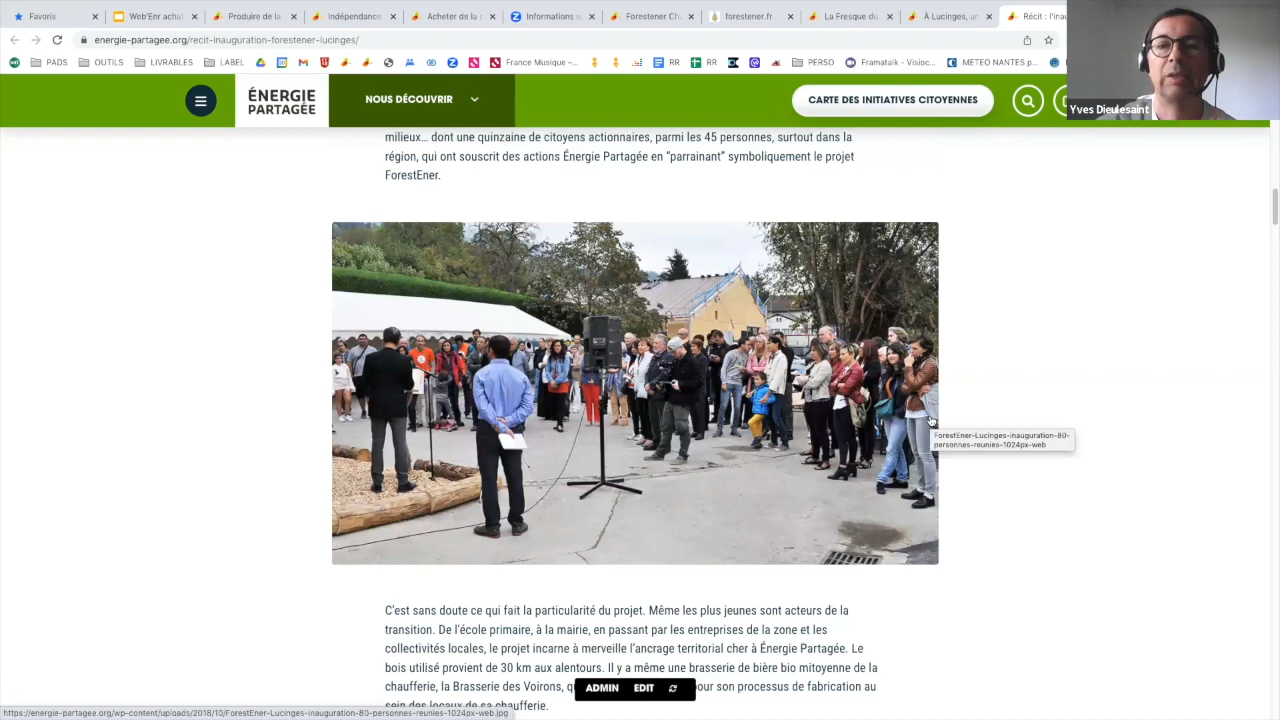 Favoris
Web'Enr achat
Produire de la
Indépendance
Acheter de la
Informations s
Forestener Ch
forestener.fr
La Fresque du
À Lucinges, un
Récit : l'inau
energie-partagee.org/recit-inauguration-forestener-lucinges/
PADS
OUTILS
LIVRABLES
LABEL
France Musique –...
RR
RR
PERSO
Framatalk - Visioc...
METEO NANTES p...
ÉNERGIE
PARTAGÉE
NOUS DÉCOUVRIR
CARTE DES INITIATIVES CITOYENNES
Yves Dieulesaint
milieux… dont une quinzaine de citoyens actionnaires, parmi les 45 personnes, surtout dans la
région, qui ont souscrit des actions Énergie Partagée en “parrainant” symboliquement le projet
ForestEner.
ForestEner-Lucinges-inauguration-80-
personnes-reunies-1024px-web
C’est sans doute ce qui fait la particularité du projet. Même les plus jeunes sont acteurs de la
transition. De l’école primaire, à la mairie, en passant par les entreprises de la zone et les
collectivités locales, le projet incarne à merveille l’ancrage territorial cher à Énergie Partagée. Le
bois utilisé provient de 30 km aux alentours. Il y a même une brasserie de bière bio mitoyenne de la
chaufferie, la Brasserie des Voirons, pour son processus de fabrication au
ADMIN EDIT
sein des locaux de sa chaufferie.
https://energie-partagee.org/wp-content/uploads/2018/10/ForestEner-Lucinges-inauguration-80-personnes-reunies-1024px-web.jpg